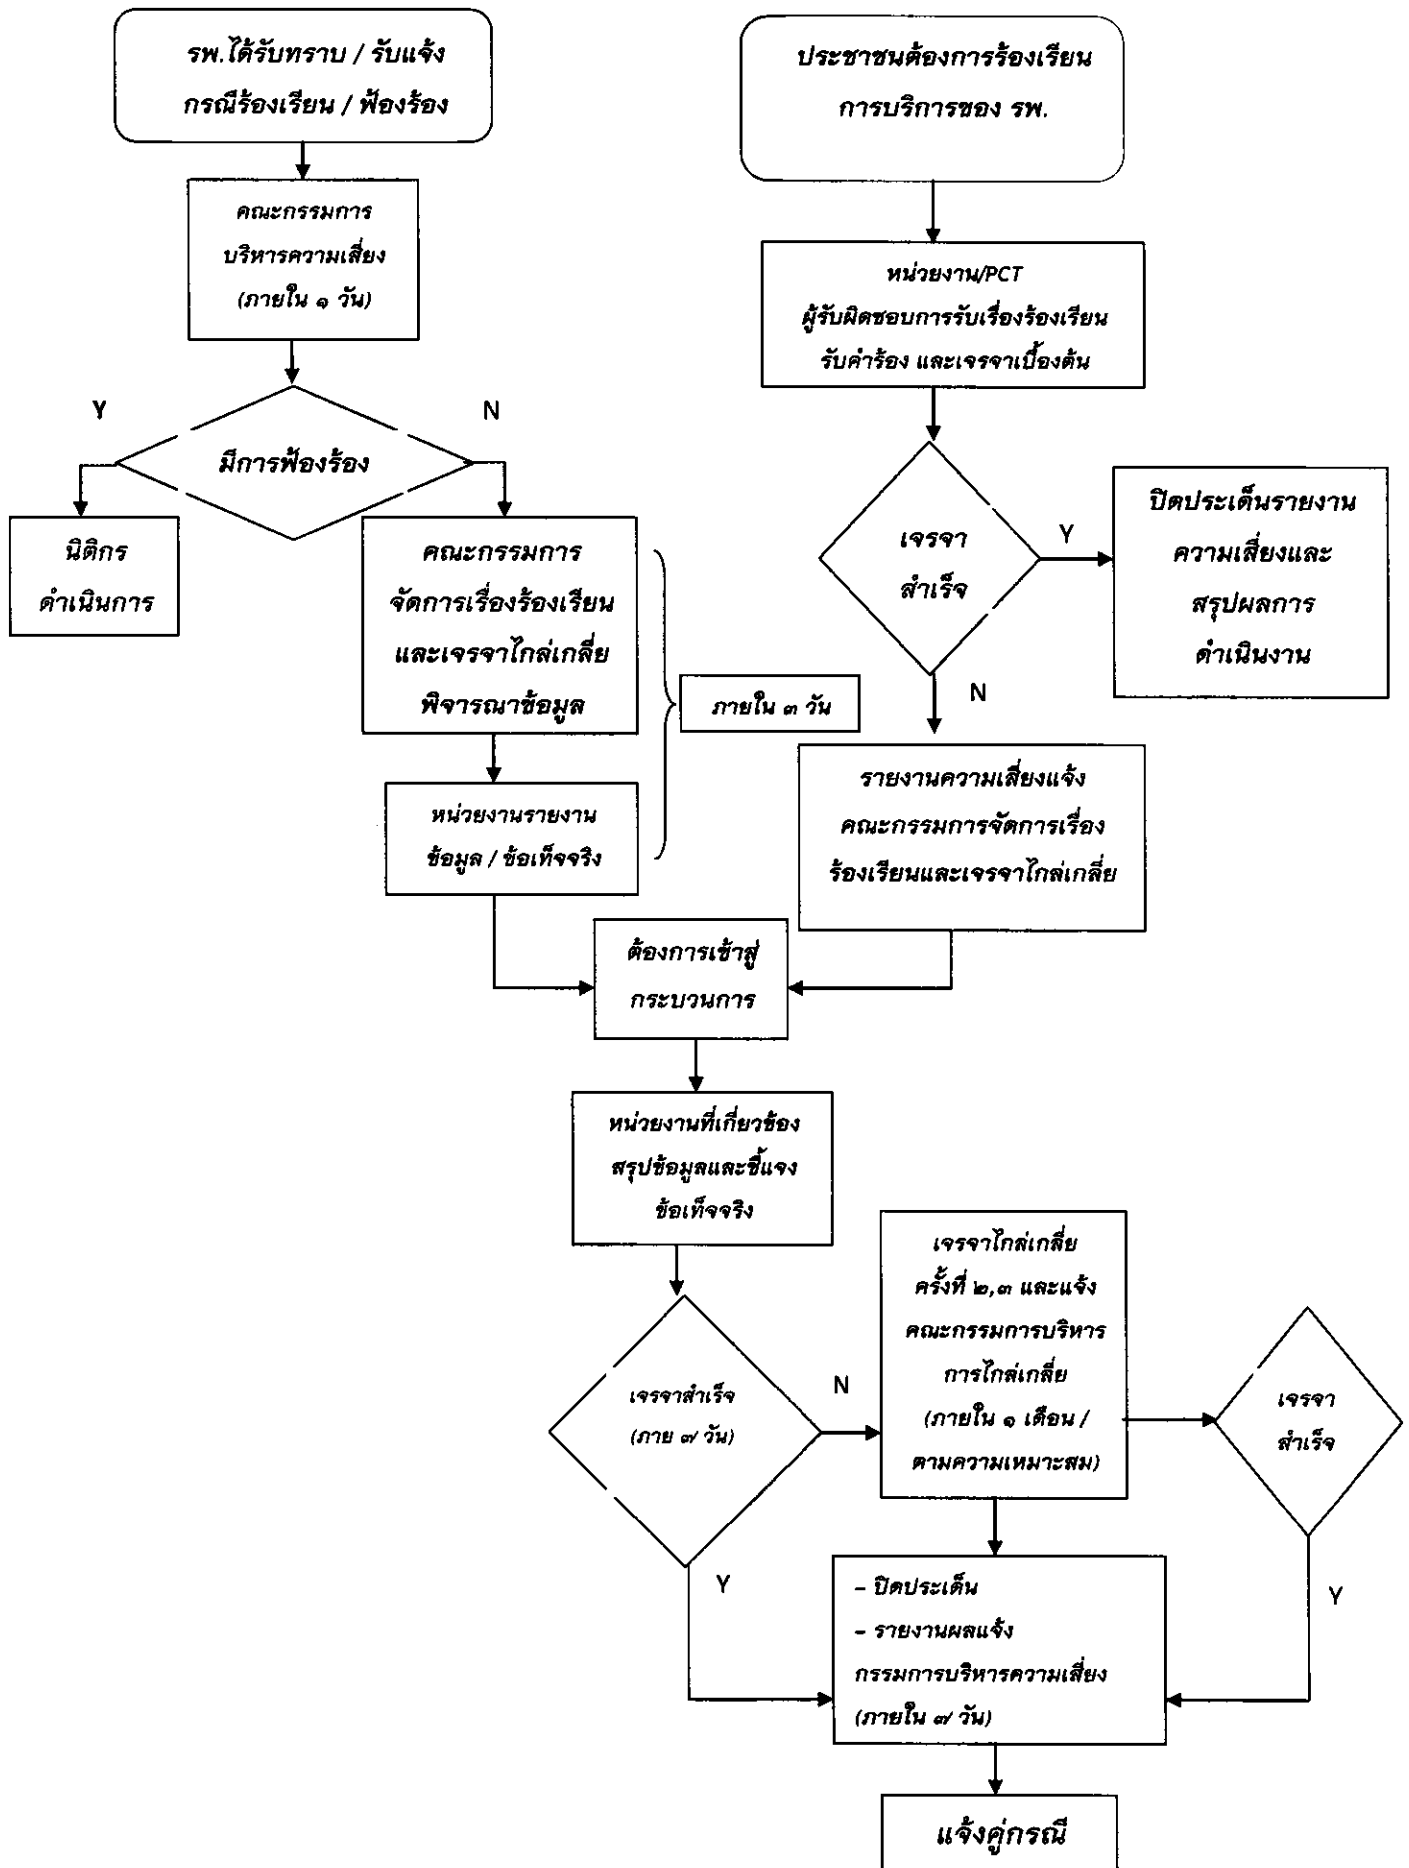 รพ.ได้รับทราบ / รับแจ้ง
กรณีร้องเรียน / ฟ้องร้อง
ประชาชนต้องการร้องเรียน
การบริการของ รพ.
คณะกรรมการ
บริหารความเสี่ยง
(ภายใน ๑ วัน)
หน่วยงาน/PCT
ผู้รับผิดชอบการรับเรื่องร้องเรียน
รับคำร้อง และเจรจาเบื้องต้น
Y
N
มีการฟ้องร้อง
นิติกร
ดำเนินการ
คณะกรรมการ
จัดการเรื่องร้องเรียน
และเจรจาไกล่เกลี่ย
พิจารณาข้อมูล
ภายใน ๓ วัน
หน่วยงานรายงาน
ข้อมูล / ข้อเท็จจริง
เจรจา
สำเร็จ
Y
ปิดประเด็นรายงาน
ความเสี่ยงและ
สรุปผลการ
ดำเนินงาน
N
รายงานความเสี่ยงแจ้ง
คณะกรรมการจัดการเรื่อง
ร้องเรียนและเจรจาไกล่เกลี่ย
ต้องการเข้าสู่
กระบวนการ
หน่วยงานที่เกี่ยวข้อง
สรุปข้อมูลและชี้แจง
ข้อเท็จจริง
เจรจาสำเร็จ
(ภาย ๗ วัน)
N
เจรจาไกล่เกลี่ย
ครั้งที่ ๒,๓ และแจ้ง
คณะกรรมการบริหาร
การไกล่เกลี่ย
(ภายใน ๑ เดือน /
ตามความเหมาะสม)
เจรจา
สำเร็จ
Y
Y
– ปิดประเด็น
– รายงานผลแจ้ง
กรรมการบริหารความเสี่ยง
(ภายใน ๗ วัน)
แจ้งคู่กรณี